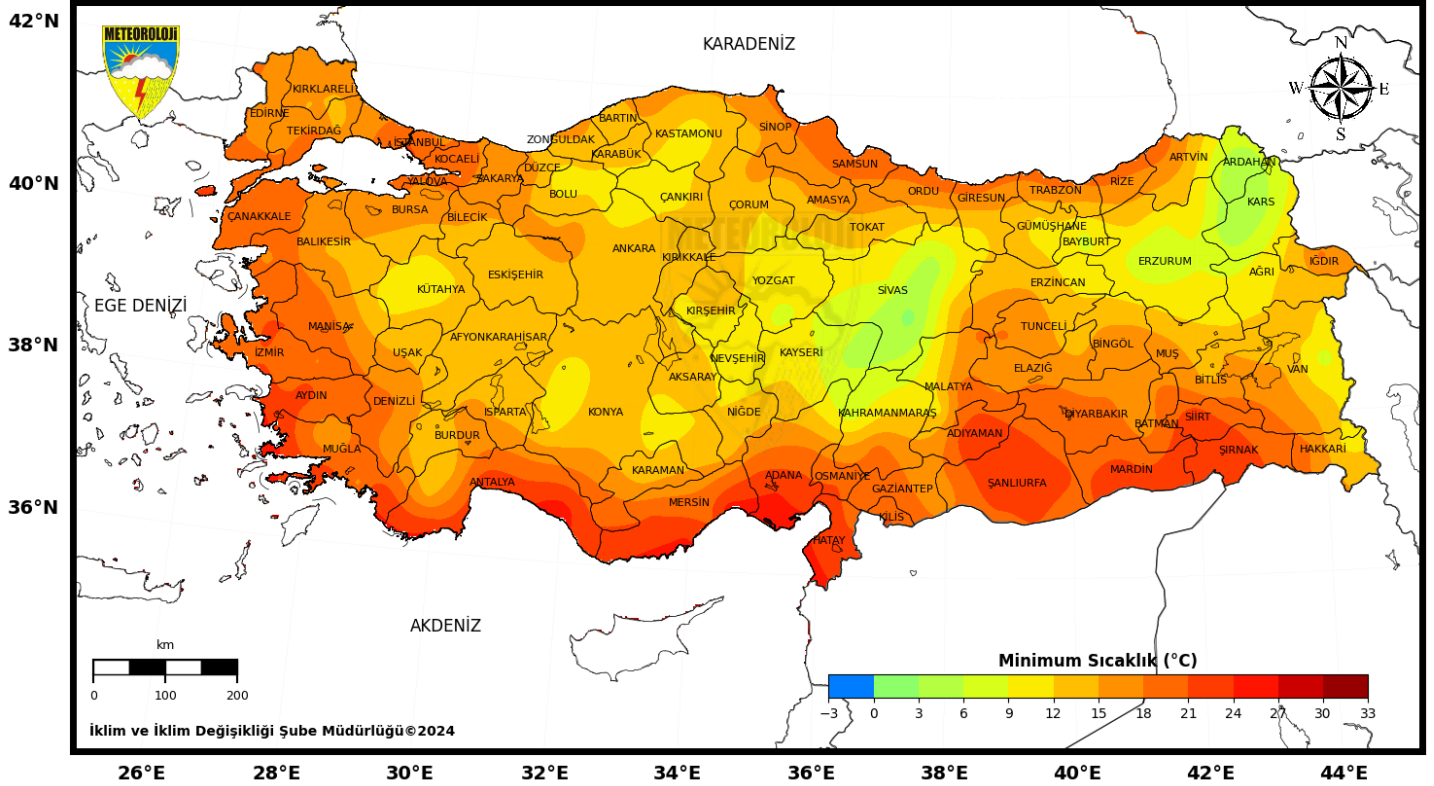 42°N
40°N
38°N
36°N
METEOROLOJİ
KARADENİZ
N
W
E
S
KIRKLARELİ
EDİRNE
TEKİRDAĞ
İSTANBUL
KOCAELİ
YALOVA
SAKARYA
DÜZCE
ZONGULDAK
BARTIN
KARABÜK
KASTAMONU
SİNOP
SAMSUN
ORDU
GİRESUN
TRABZON
RİZE
ARTVİN
ARDAHAN
KARS
ÇANAKKALE
BALIKESİR
BURSA
BİLECİK
BOLU
ÇANKIRI
ÇORUM
AMASYA
TOKAT
GÜMÜŞHANE
BAYBURT
ERZURUM
AĞRI
IĞDIR
METEOROLOJİ
ESKİŞEHİR
ANKARA
KIRIKKALE
YOZGAT
SİVAS
ERZİNCAN
EGE DENİZİ
KÜTAHYA
MANİSA
UŞAK
AFYONKARAHİSAR
KIRŞEHİR
NEVŞEHİR
KAYSERİ
TUNCELİ
BİNGÖL
MUŞ
ELAZIĞ
BİTLİS
VAN
İZMİR
AYDIN
DENİZLİ
ISPARTA
KONYA
AKSARAY
NİĞDE
KAHRAMANMARAŞ
MALATYA
ADIYAMAN
DİYARBAKIR
BATMAN
SİİRT
ŞIRNAK
HAKKARİ
MUĞLA
BURDUR
ANTALYA
KARAMAN
MERSİN
ADANA
OSMANİYE
GAZİANTEP
KİLİS
HATAY
ŞANLIURFA
MARDİN
AKDENİZ
km
0 100 200
Minimum Sıcaklık (°C)
−3 0 3 6 9 12 15 18 21 24 27 30 33
İklim ve İklim Değişikliği Şube Müdürlüğü©2024
26°E 28°E 30°E 32°E 34°E 36°E 38°E 40°E 42°E 44°E